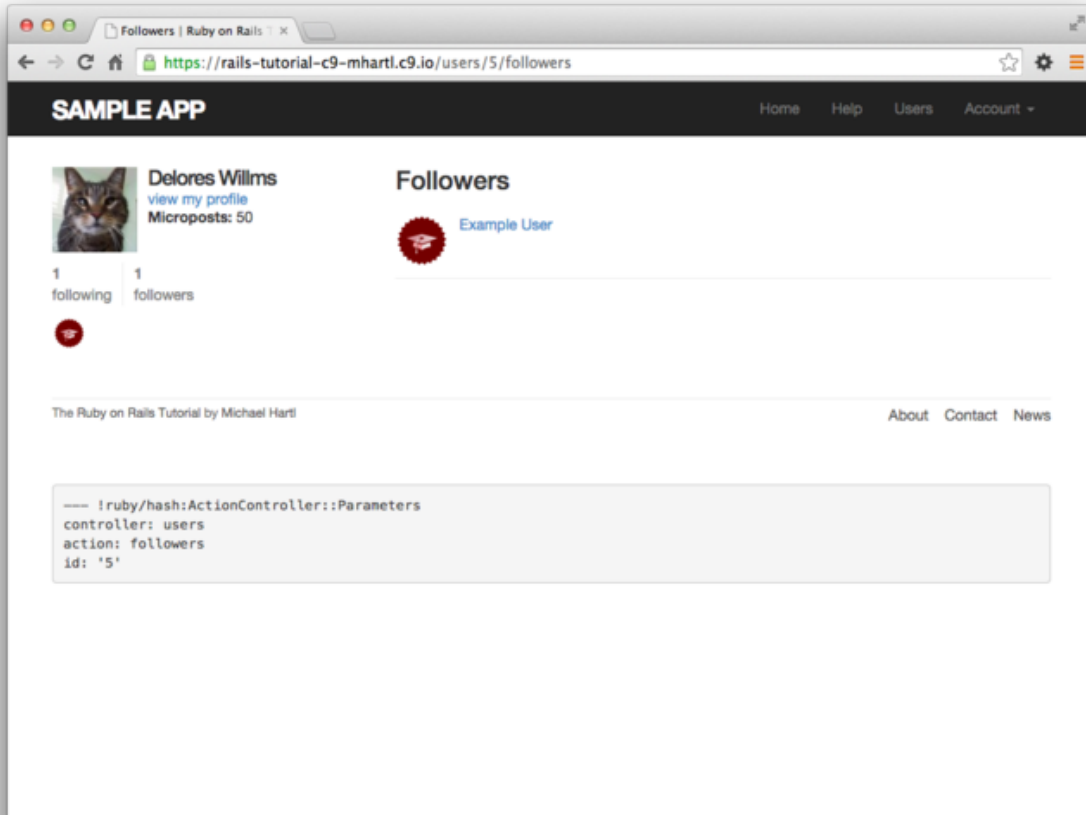 Followers | Ruby on Rails T
https://rails-tutorial-c9-mhartl.c9.io/users/5/followers
SAMPLE APP
Home Help Users Account
Delores Willms
view my profile
Microposts: 50
1 following
1 followers
Followers
Example User
The Ruby on Rails Tutorial by Michael Hartl
About Contact News
--- !ruby/hash:ActionController::Parameters
controller: users
action: followers
id: '5'